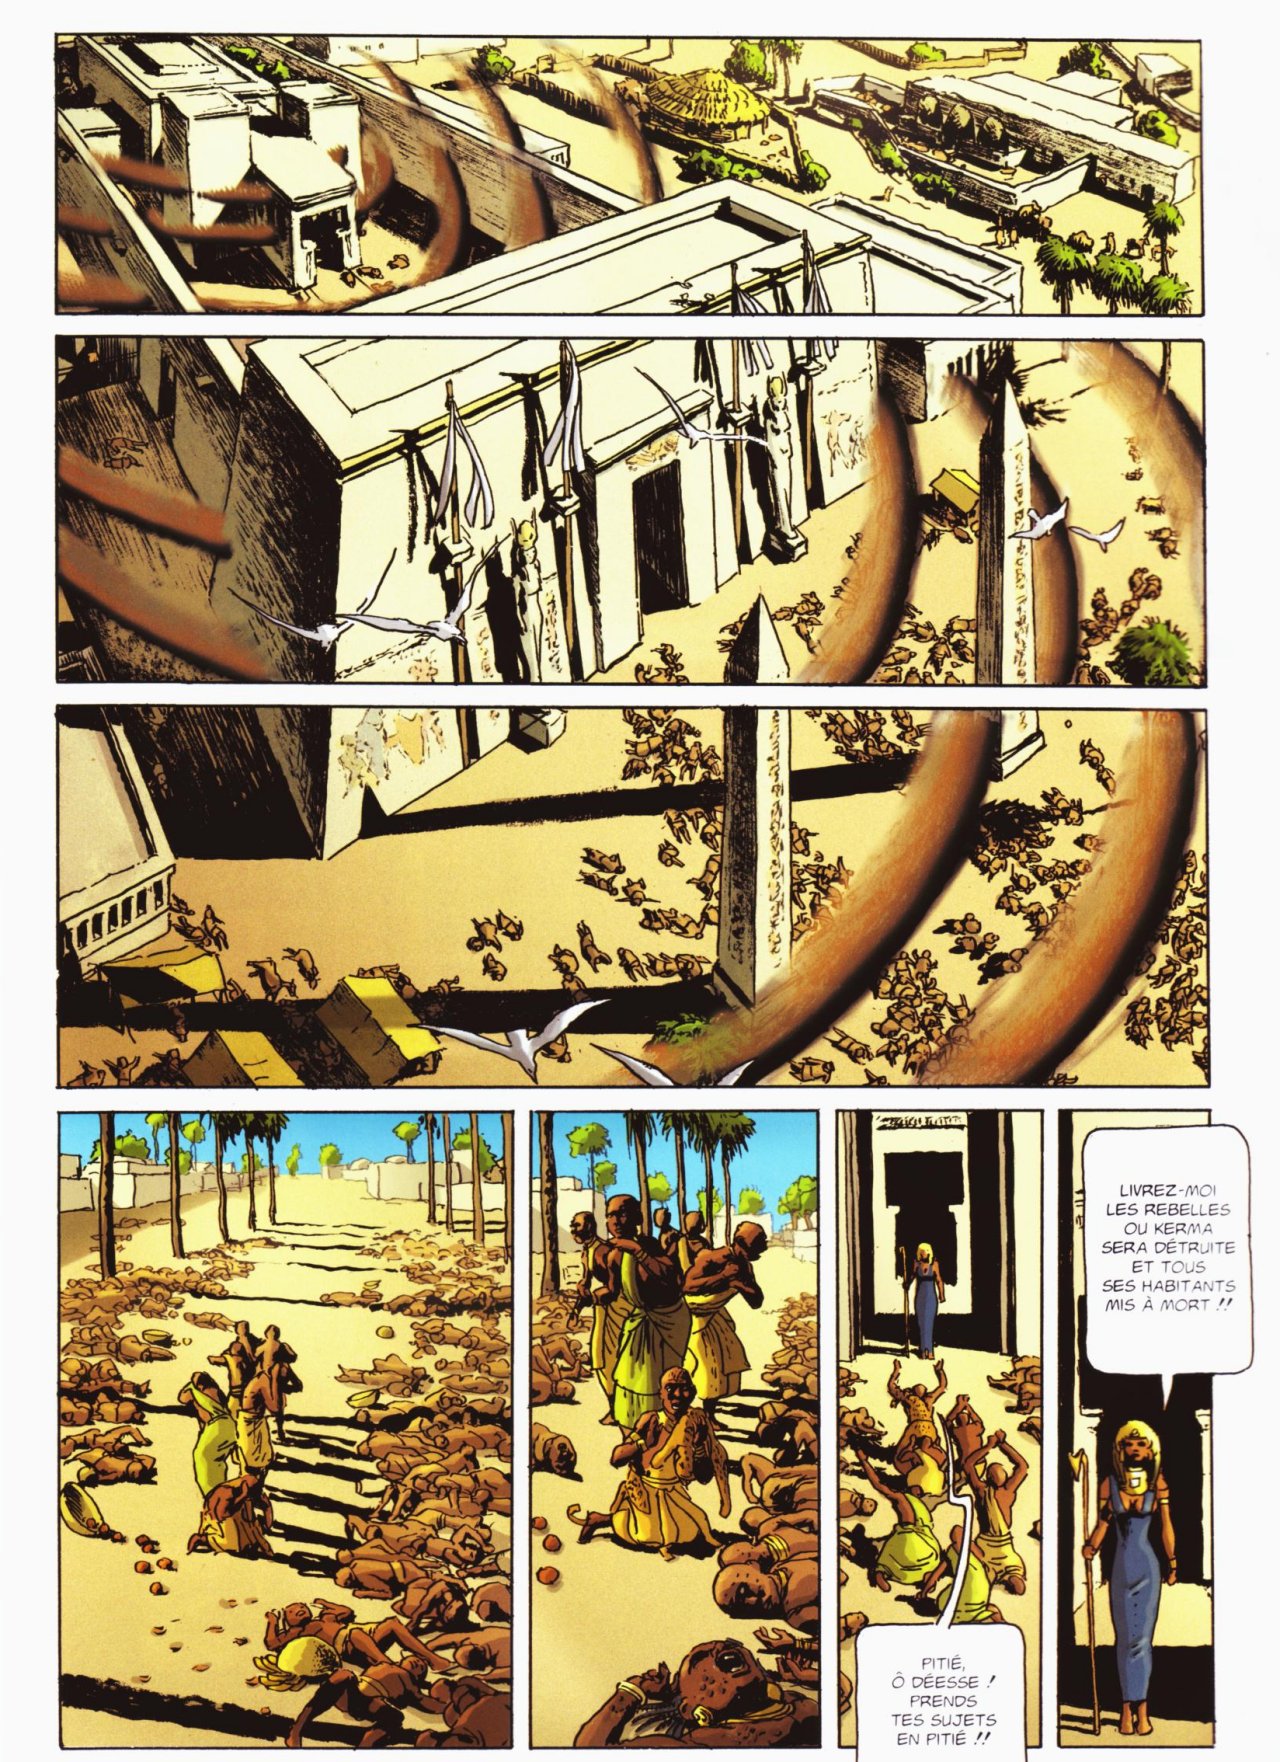 PITIÉ,
Ô DÉESSE !
PRENDS
TES SUJETS
EN PITIÉ !!
LIVREZ-MOI
LES REBELLES
OU KERMA
SERA DÉTRUITE
ET TOUS
SES HABITANTS
MIS À MORT !!